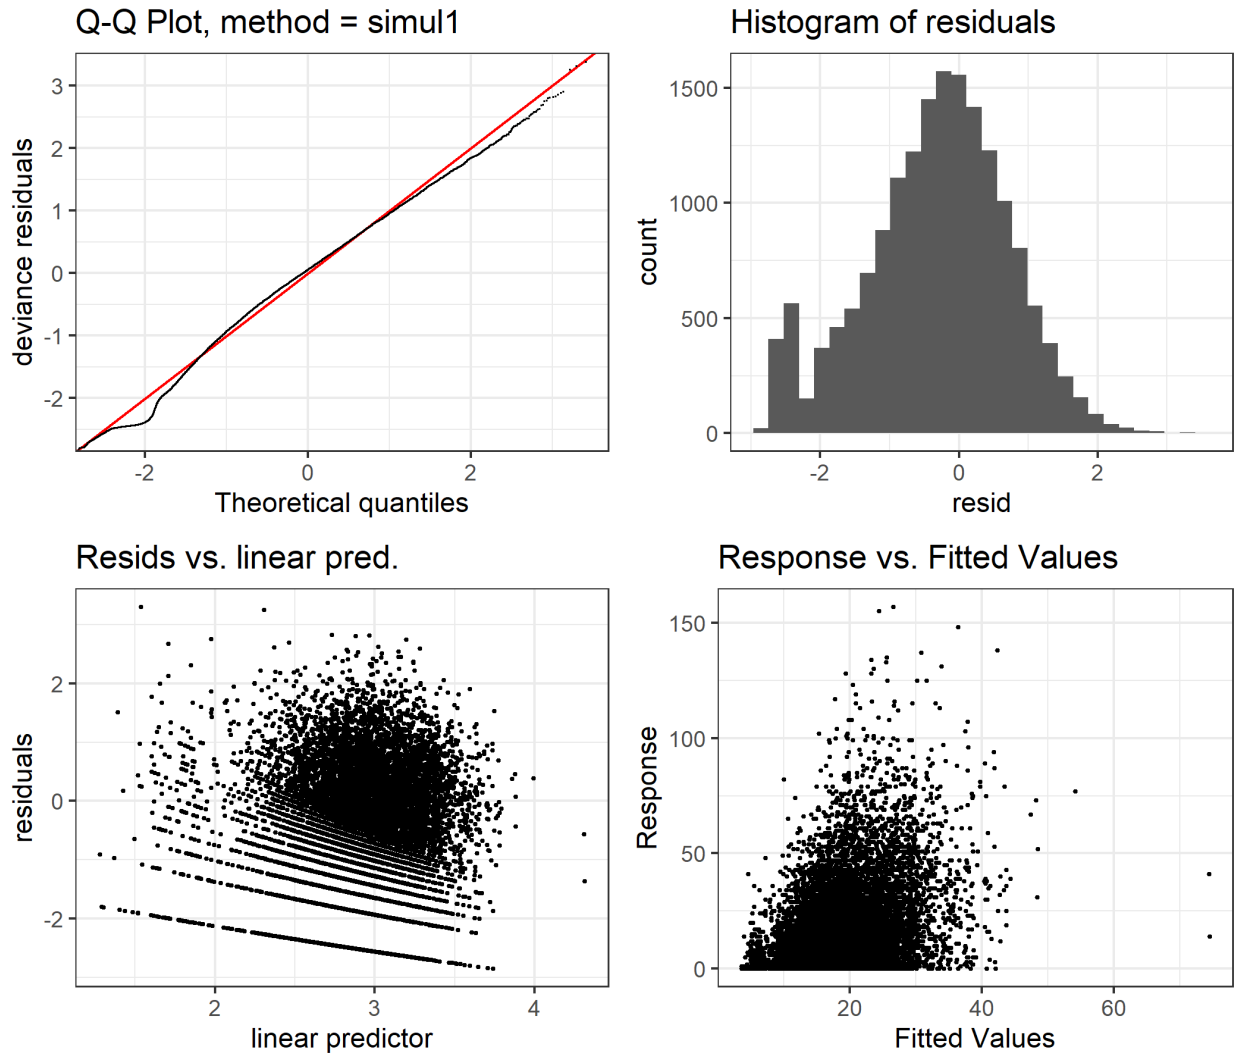 Q-Q Plot, method = simul1
3
2
1
0
-1
-2
deviance residuals
-2
0
2
Theoretical quantiles
Histogram of residuals
1500
1000
500
0
count
-2
0
2
resid
Resids vs. linear pred.
2
0
-2
residuals
2
3
4
linear predictor
Response vs. Fitted Values
150
100
50
0
Response
20
40
60
Fitted Values